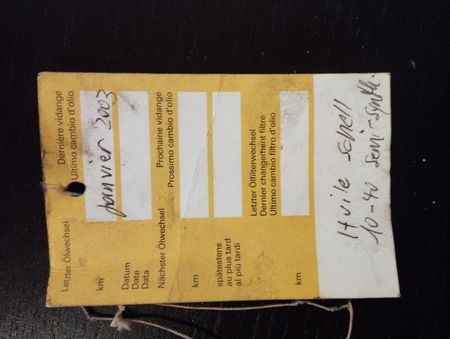 Letzter Ölwechsel Dernière vidange
Ultimo cambio d'olio
km
Datum
Date
Data
janvier 2003
Nächster Ölwechsel Prochaine vidange
Prossimo cambio d'olio
km
spätestens
au plus tard
al più tardi
Letzter Ölfilterwechsel
Dernier changement filtre
Ultimo cambio filtro d'olio
km
Huile schell
10-40 semi-synth.